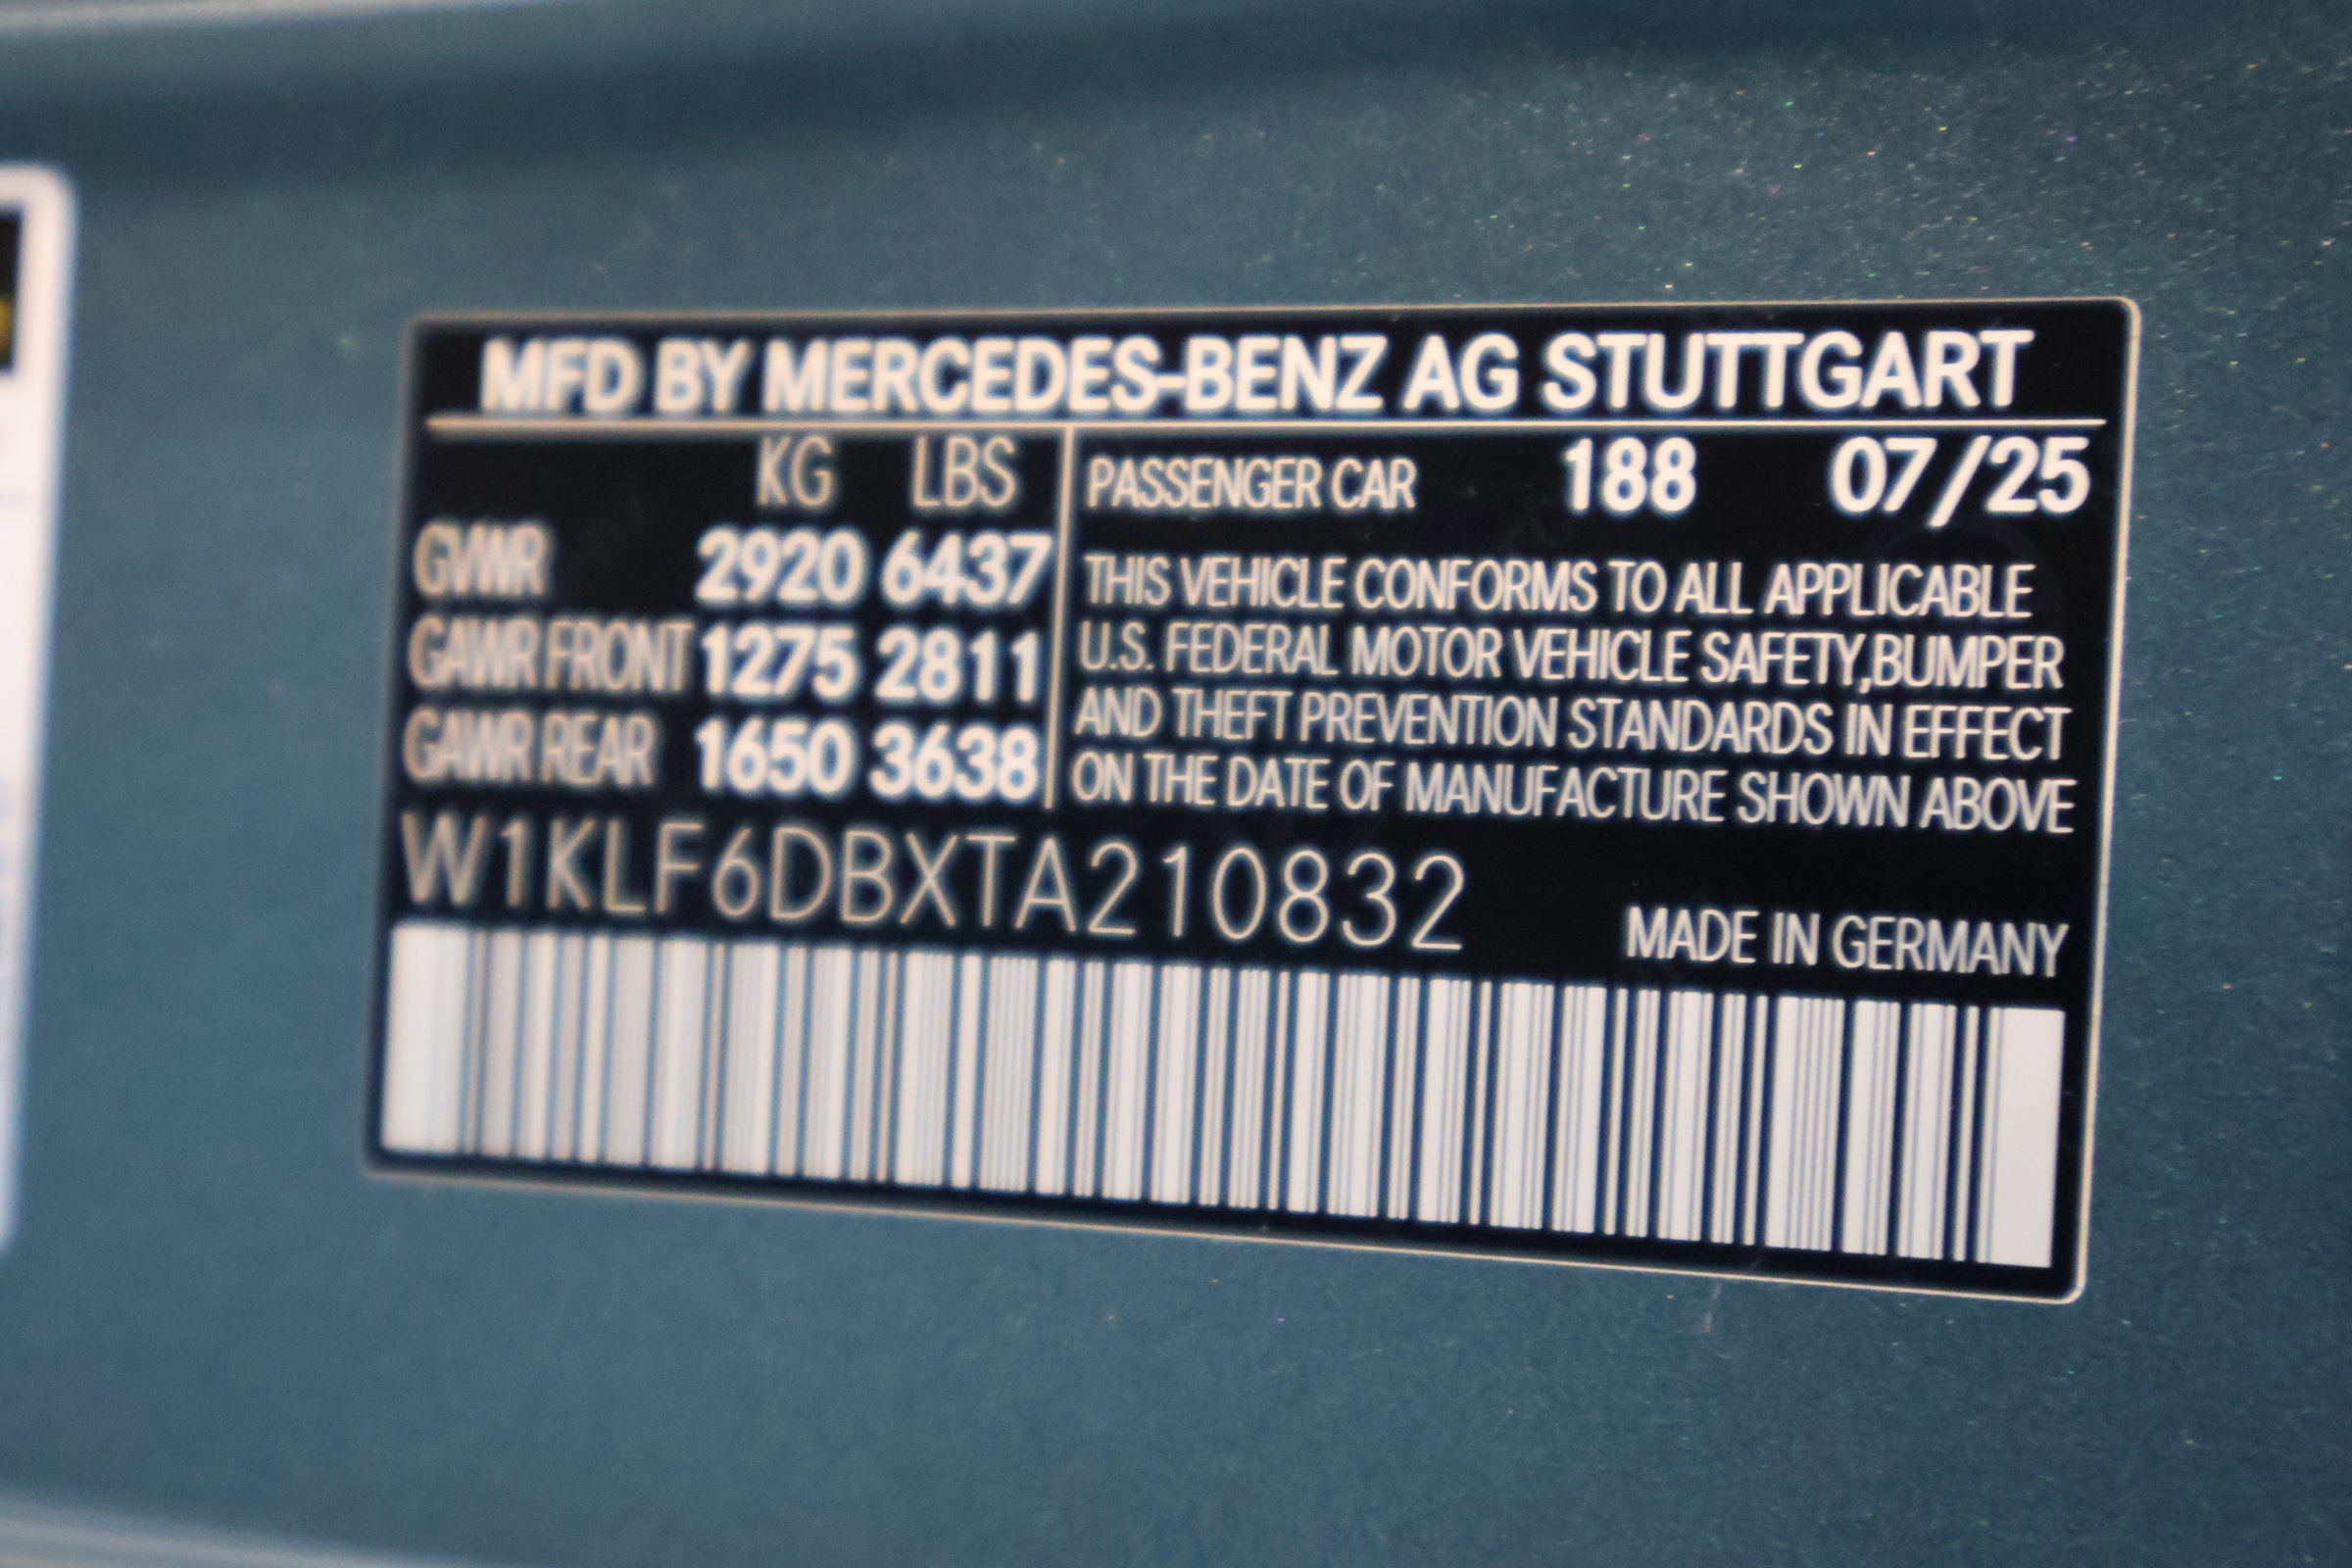 MFD BY MERCEDES-BENZ AG STUTTGART
KG LBS
GVWR 2920 6437
GAWR FRONT 1275 2811
GAWR REAR 1650 3638
PASSENGER CAR 188 07/25
THIS VEHICLE CONFORMS TO ALL APPLICABLE
U.S. FEDERAL MOTOR VEHICLE SAFETY,BUMPER
AND THEFT PREVENTION STANDARDS IN EFFECT
ON THE DATE OF MANUFACTURE SHOWN ABOVE
W1KLF6DBXTA210832
MADE IN GERMANY